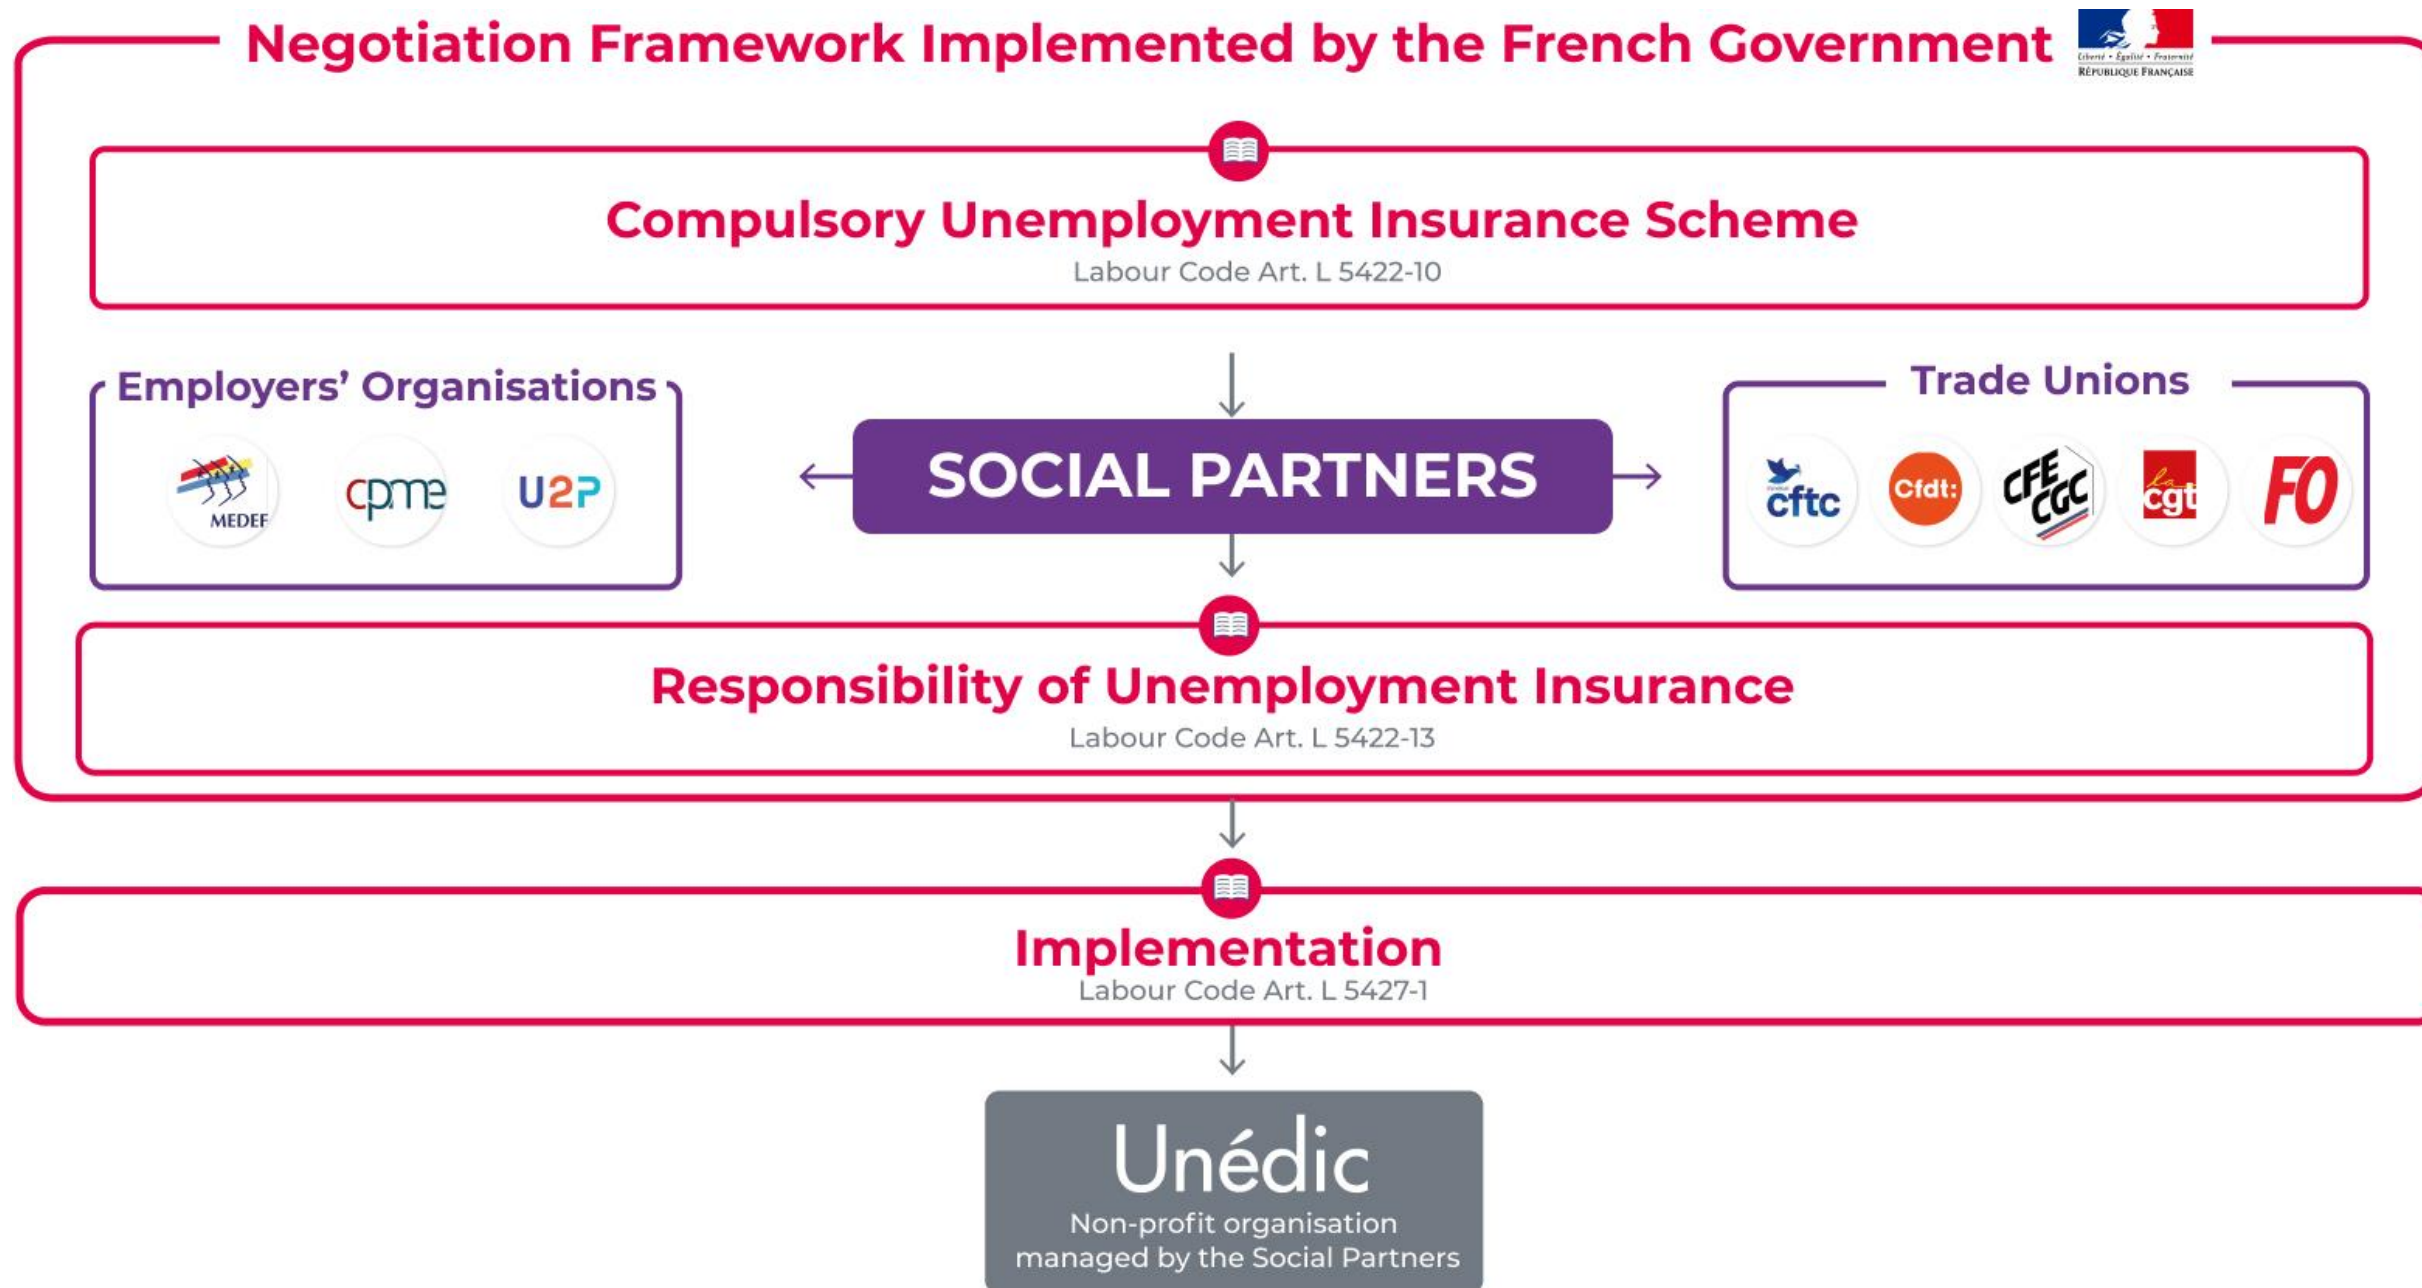 Negotiation Framework Implemented by the French Government
Liberté • Égalité • Fraternité
RÉPUBLIQUE FRANÇAISE
Compulsory Unemployment Insurance Scheme
Labour Code Art. L 5422-10
Employers’ Organisations
MEDEF
cpme
U2P
SOCIAL PARTNERS
Trade Unions
cftc
Cfdt:
CFE
CGC
la
cgt
FO
Responsibility of Unemployment Insurance
Labour Code Art. L 5422-13
Implementation
Labour Code Art. L 5427-1
Unédic
Non-profit organisation
managed by the Social Partners